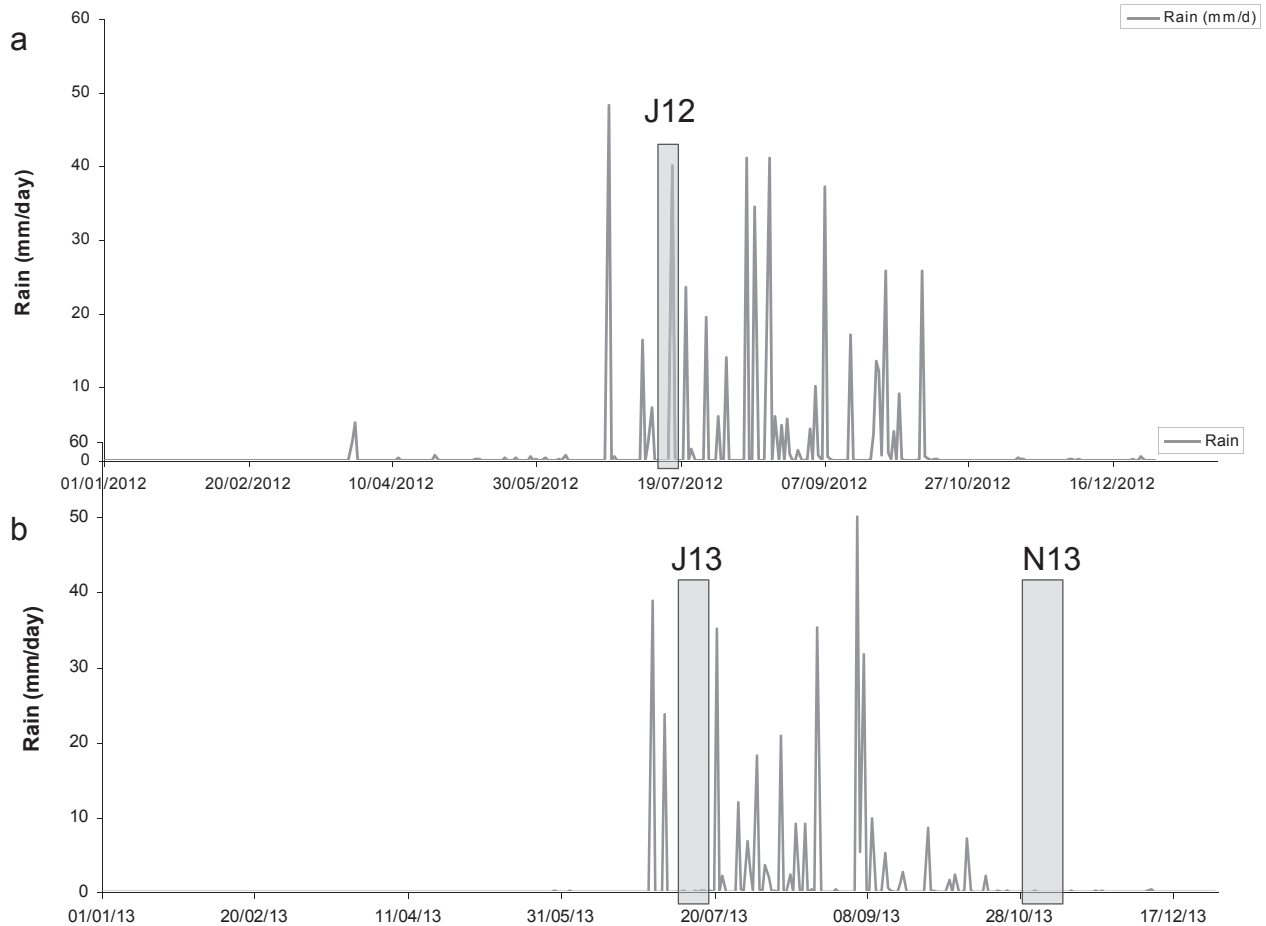 60
Rain (mm/d)
a
50
J12
40
Rain (mm/day)
30
20
10
60
Rain
0
01/01/2012 20/02/2012 10/04/2012 30/05/2012 19/07/2012 07/09/2012 27/10/2012 16/12/2012
b
50
J13 N13
40
Rain (mm/day)
30
20
10
0
01/01/13 20/02/13 11/04/13 31/05/13 20/07/13 08/09/13 28/10/13 17/12/13